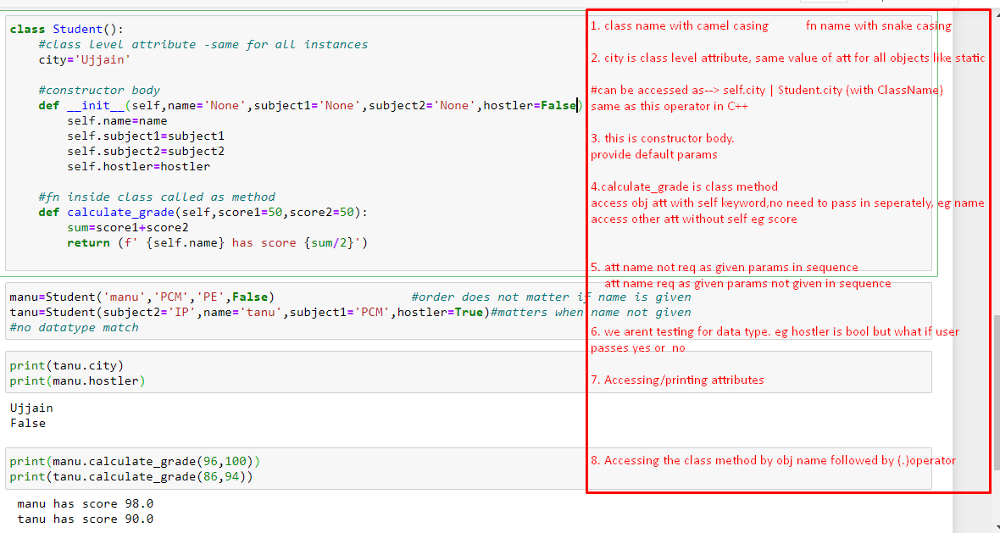 class Student():
#class level attribute -same for all instances
city='Ujjain'
#constructor body
def __init__(self,name='None',subject1='None',subject2='None',hostler=False)
self.name=name
self.subject1=subject1
self.subject2=subject2
self.hostler=hostler
#fn inside class called as method
def calculate_grade(self,score1=50,score2=50):
sum=score1+score2
return (f' {self.name} has score {sum/2}')
manu=Student('manu','PCM','PE',False) #order does not matter if name is given
tanu=Student(subject2='IP',name='tanu',subject1='PCM',hostler=True)#matters when name not given
#no datatype match
print(tanu.city)
print(manu.hostler)
Ujjain
False
print(manu.calculate_grade(96,100))
print(tanu.calculate_grade(86,94))
manu has score 98.0
tanu has score 90.0
1. class name with camel casing fn name with snake casing
2. city is class level attribute, same value of att for all objects like static
#can be accessed as--> self.city | Student.city (with ClassName)
same as this operator in C++
3. this is constructor body.
provide default params
4.calculate_grade is class method
access obj att with self keyword,no need to pass in seperately, eg name
access other att without self eg score
5. att name not req as given params in sequence
att name req as given params not given in sequence
6. we arent testing for data type. eg hostler is bool but what if user
passes yes or no
7. Accessing/printing attributes
8. Accessing the class method by obj name followed by (.)operator